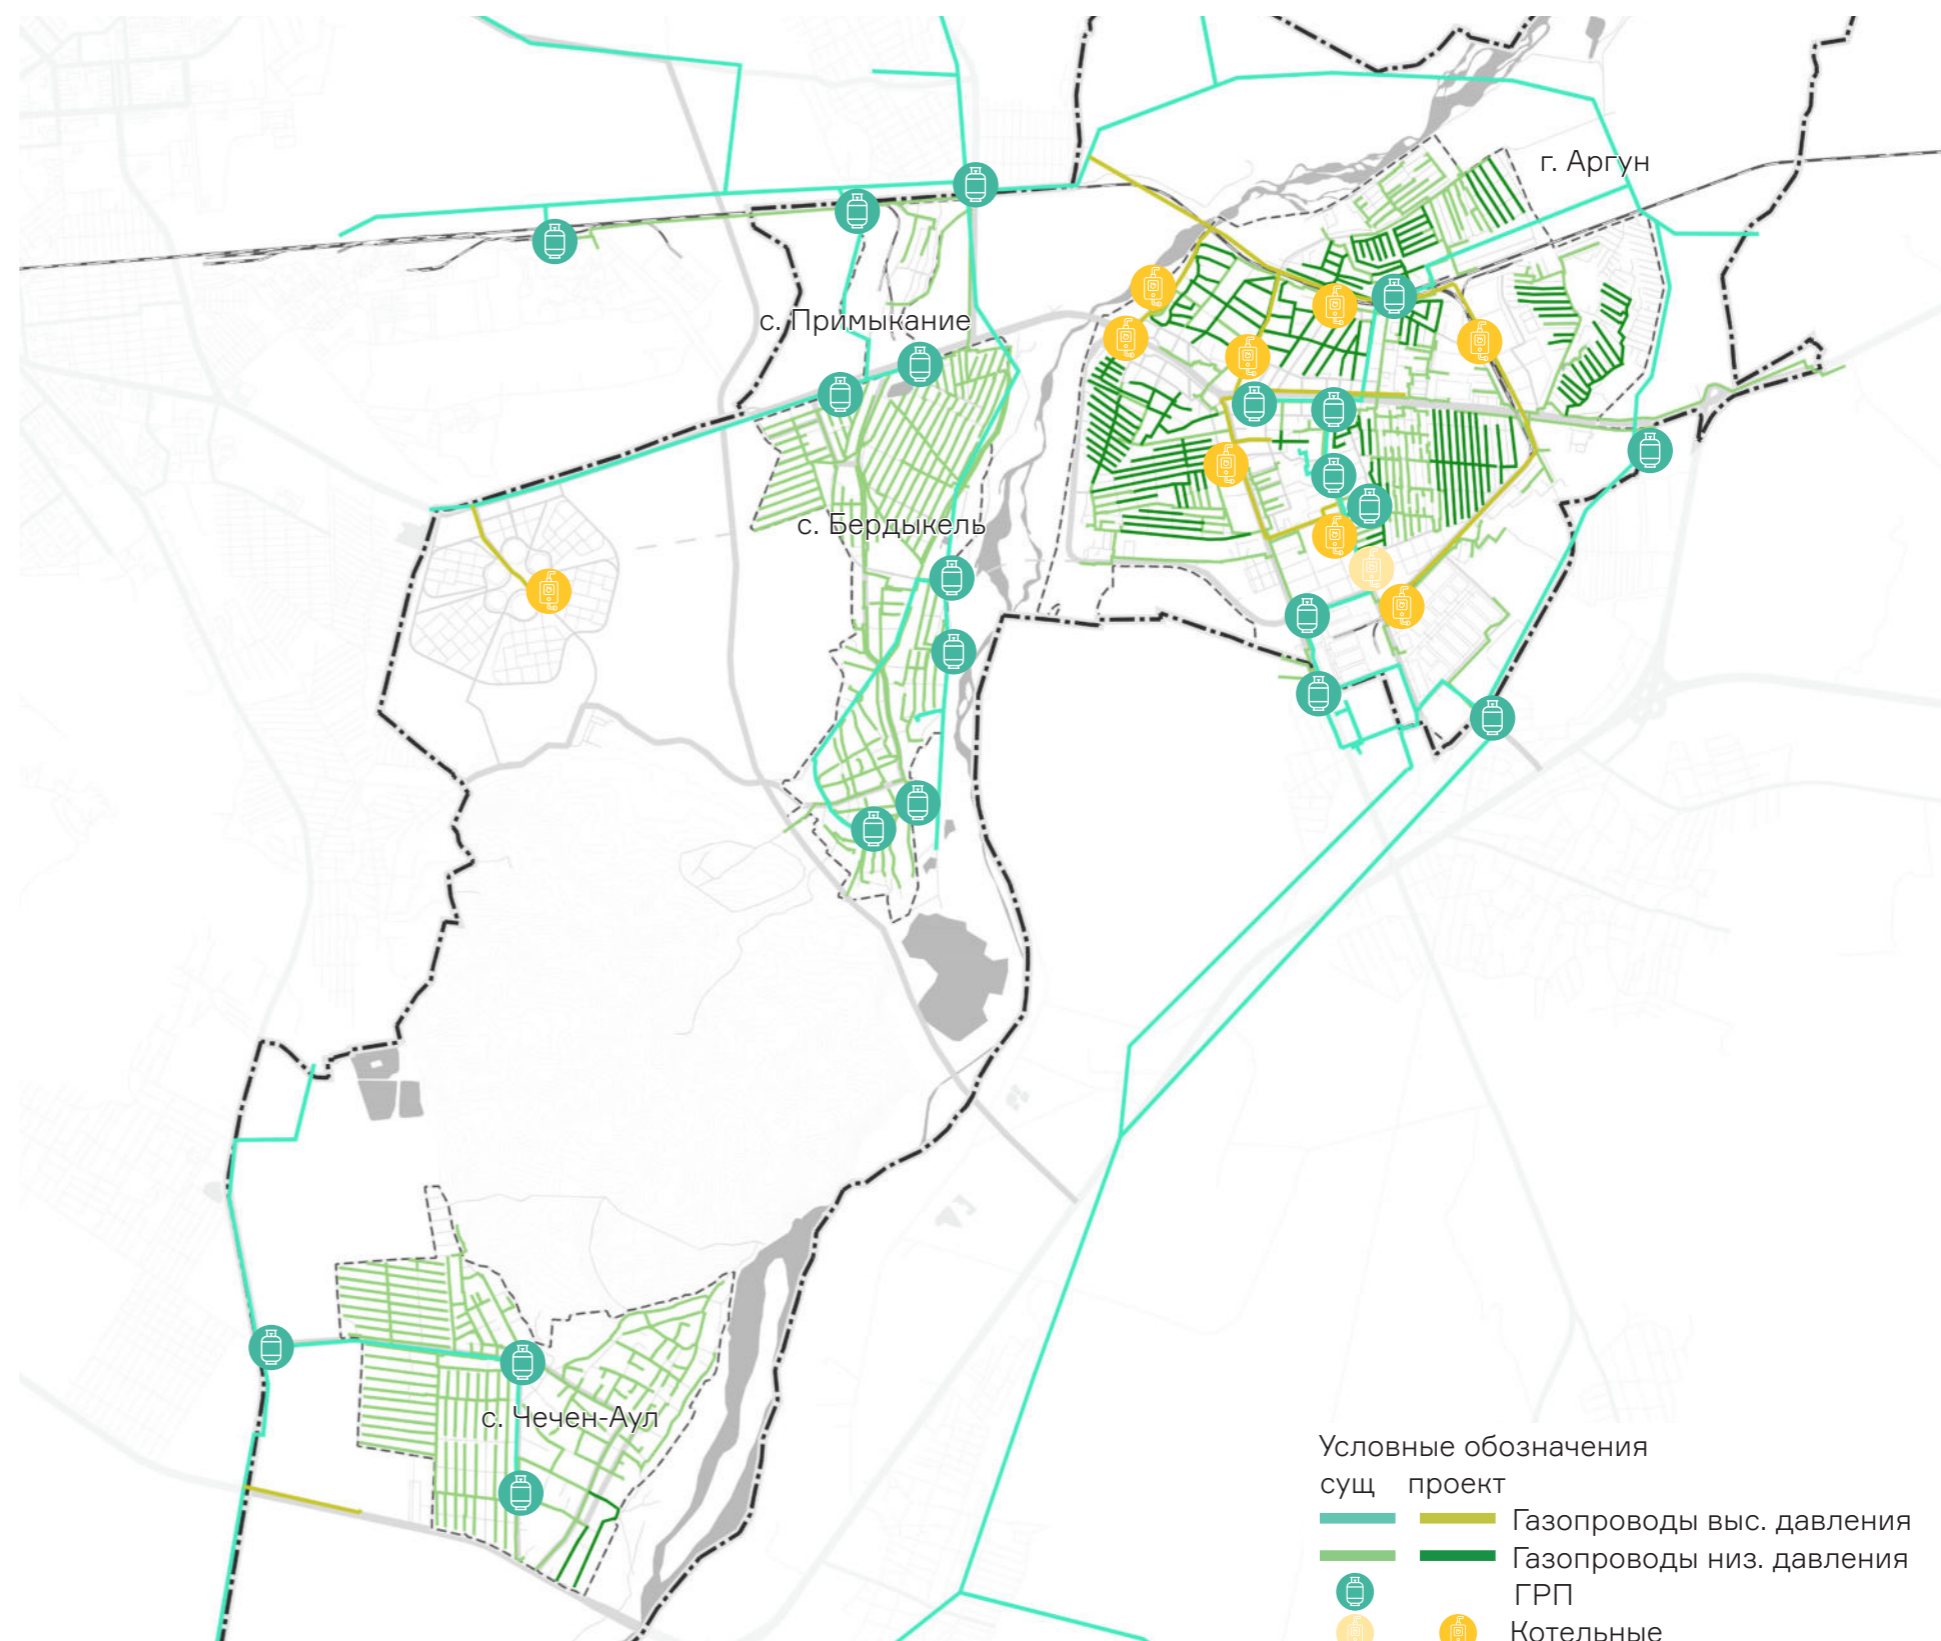 г. Аргун
с. Примыкание
с. Бердыкель
с. Чечен-Аул
Условные обозначения
сущ проект
Газопроводы выс. давления
Газопроводы низ. давления
ГРП
Котельные